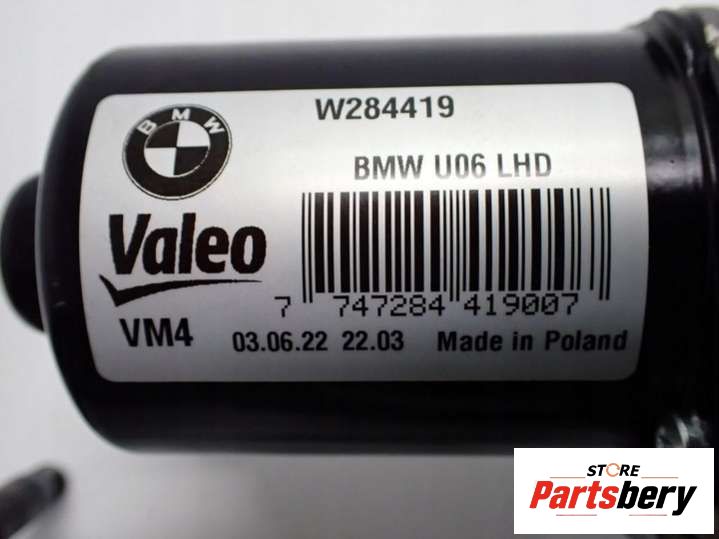 BMW
W284419
BMW U06 LHD
Valeo
7 747284 419007
VM4
03.06.22 22.03 Made in Poland
STORE
Partsbery